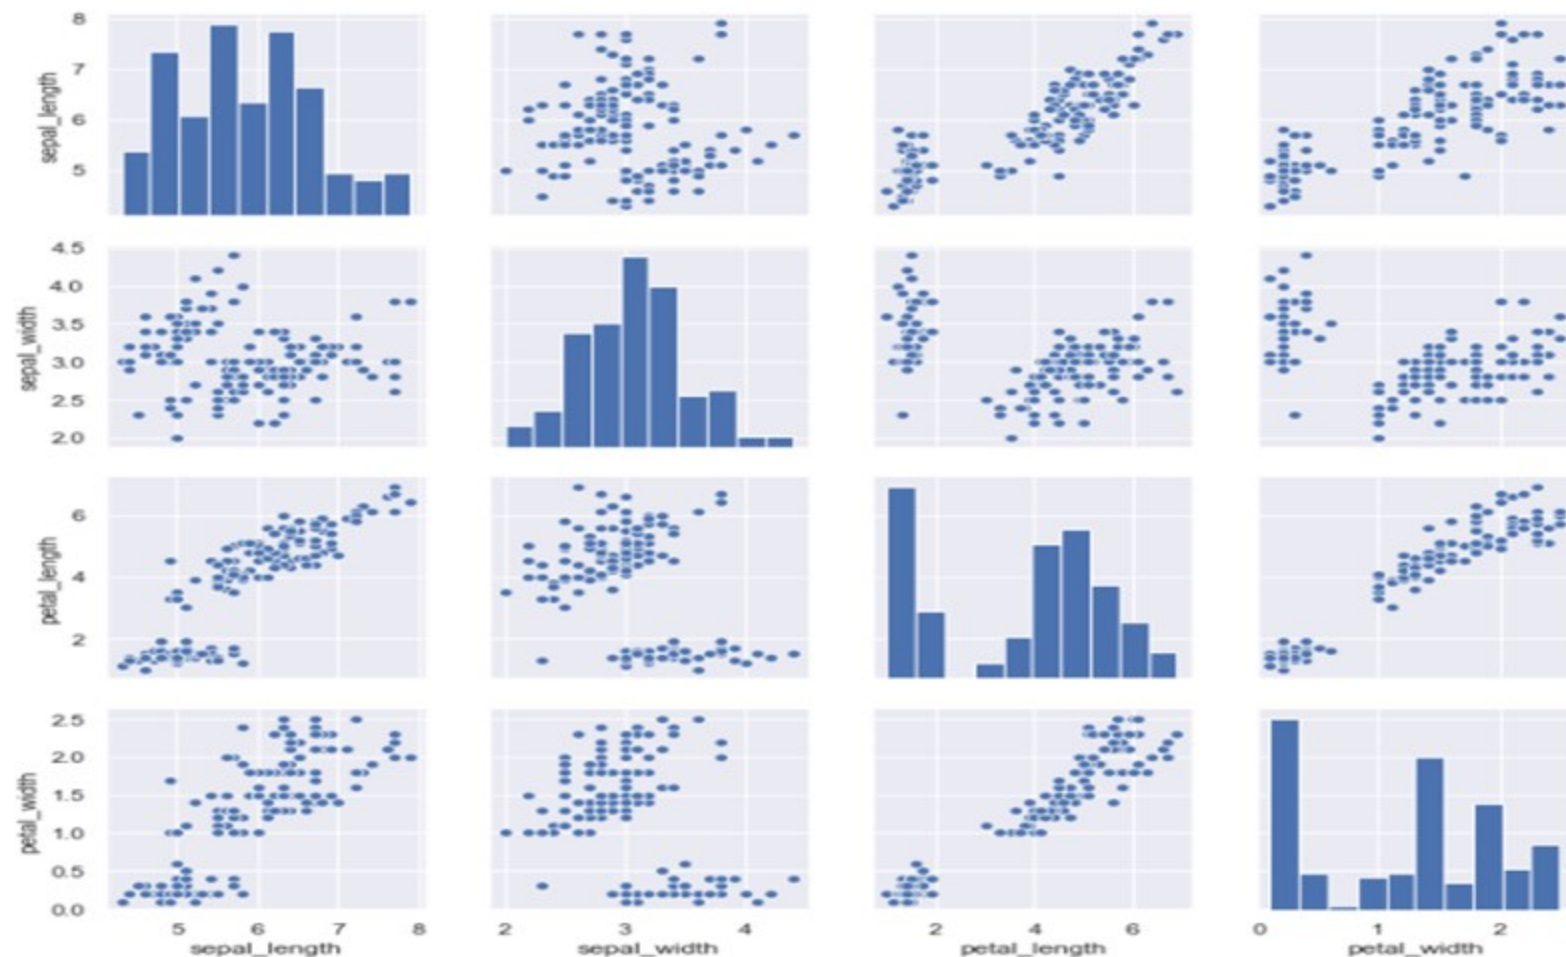 8
7
6
5
sepal_length
4.5
4.0
3.5
3.0
2.5
2.0
sepal_width
6
4
2
petal_length
2.5
2.0
1.5
1.0
0.5
0.0
petal_width
5 6 7 8
2 3 4
2 4 6
0 1 2
sepal_length sepal_width petal_length petal_width